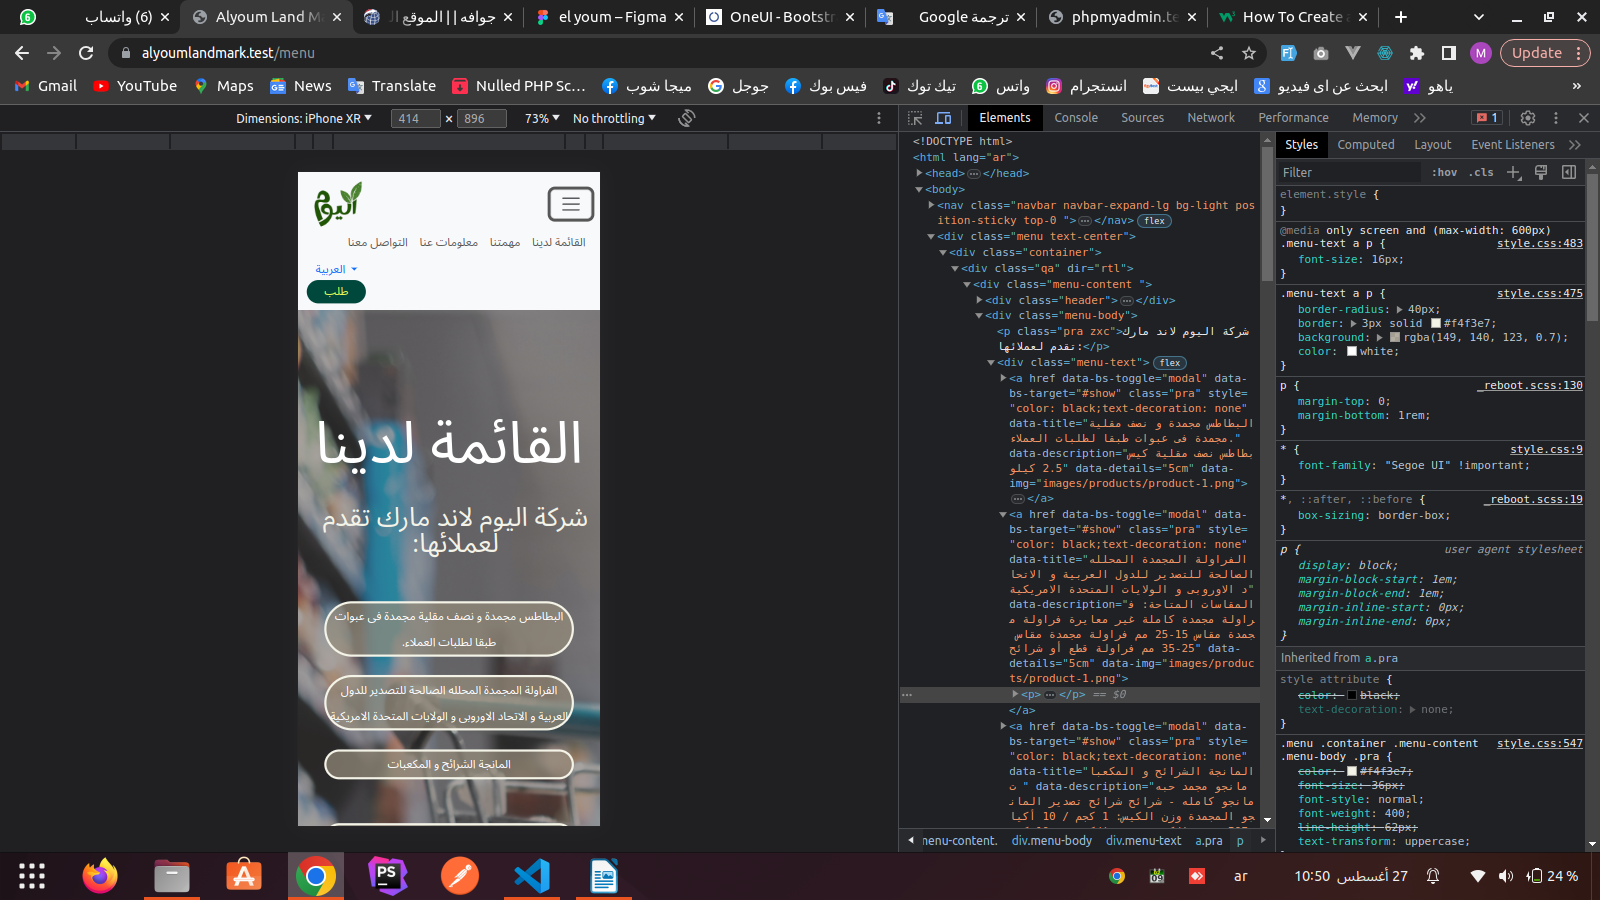 (6) واتساب
Alyoum Land M
جوافه | | الموقع ال
el youm – Figma
OneUI - Bootstr
ترجمة Google
phpmyadmin.te
How To Create a
alyoumlandmark.test/menu
M
Update
Gmail
YouTube
Maps
News
Translate
Nulled PHP Sc...
ميجا شوب
جوجل
فيس بوك
تيك توك
واتس
انستجرام
ايجي بيست
ابحث عن اى فيديو
ياهو
»
Dimensions: iPhone XR
414 × 896
73%
No throttling
Elements
Console
Sources
Network
Performance
Memory
1
<!DOCTYPE html>
<html lang="ar">
<head>…</head>
<body>
<nav class="navbar navbar-expand-lg bg-light pos
ition-sticky top-0 ">…</nav> flex
<div class="menu text-center">
<div class="container">
<div class="qa" dir="rtl">
<div class="menu-content ">
<div class="header">…</div>
<div class="menu-body">
<p class="pra zxc">شركة اليوم لاند مارك
تقدم لعملائها:</p>
<div class="menu-text"> flex
<a href data-bs-toggle="modal" data-
bs-target="#show" class="pra" style=
"color: black;text-decoration: none"
data-title="البطاطس مجمدة و نصف مقلية
مجمدة فى عبوات طبقا لطلبات العملاء."
data-description="بطاطس نصف مقلية كيس
2.5 كيلو" data-details="5cm" data-
img="images/products/product-1.png">
…</a>
<a href data-bs-toggle="modal" data-
bs-target="#show" class="pra" style=
"color: black;text-decoration: none"
data-title="الفراولة المجمدة المحلله
الصالحة للتصدير للدول العربية و الاتحا
د الاوروبى و الولايات المتحدة الامريكية"
data-description="المقاسات المتاحة: ف
راولة مجمدة كاملة غير معايرة فراولة م
جمدة مقاس 15-25 مم فراولة مجمدة مقاس
25-35 مم فراولة قطع أو شرائح" data-
details="5cm" data-img="images/produc
ts/product-1.png">
<p>…</p> == $0
</a>
<a href data-bs-toggle="modal" data-
bs-target="#show" class="pra" style=
"color: black;text-decoration: none"
data-title="المانجة الشرائح و المكعبا
ت " data-description="مانجو مجمد حبه
مانجو كامله - شرائح شرائح تصدير المان
جو المجمدة وزن الكيس: 1 كجم / 10 أكيا
menu-content.
div.menu-body
div.menu-text
a.pra
p
Styles
Computed
Layout
Event Listeners
Filter
:hov
.cls
element.style {
}
@media only screen and (max-width: 600px)
.menu-text a p { style.css:483
font-size: 16px;
}
.menu-text a p { style.css:475
border-radius: 40px;
border: 3px solid #f4f3e7;
background: rgba(149, 140, 123, 0.7);
color: white;
}
p { _reboot.scss:130
margin-top: 0;
margin-bottom: 1rem;
}
* { style.css:9
font-family: "Segoe UI" !important;
}
*, ::after, ::before { _reboot.scss:19
box-sizing: border-box;
}
p { user agent stylesheet
display: block;
margin-block-start: 1em;
margin-block-end: 1em;
margin-inline-start: 0px;
margin-inline-end: 0px;
}
Inherited from a.pra
style attribute {
color: black;
text-decoration: none;
}
.menu .container .menu-content style.css:547
.menu-body .pra {
color: #f4f3e7;
font-size: 36px;
font-style: normal;
font-weight: 400;
line-height: 62px;
text-transform: uppercase;
اليوم
القائمة لدينا
مهمتنا
معلومات عنا
التواصل معنا
العربية
طلب
القائمة لدينا
شركة اليوم لاند مارك تقدم
لعملائها:
البطاطس مجمدة و نصف مقلية مجمدة فى عبوات
طبقا لطلبات العملاء.
الفراولة المجمدة المحلله الصالحة للتصدير للدول
العربية و الاتحاد الاوروبى و الولايات المتحدة الامريكية
المانجة الشرائح و المكعبات
ar
27 أغسطس 10:50
24 %